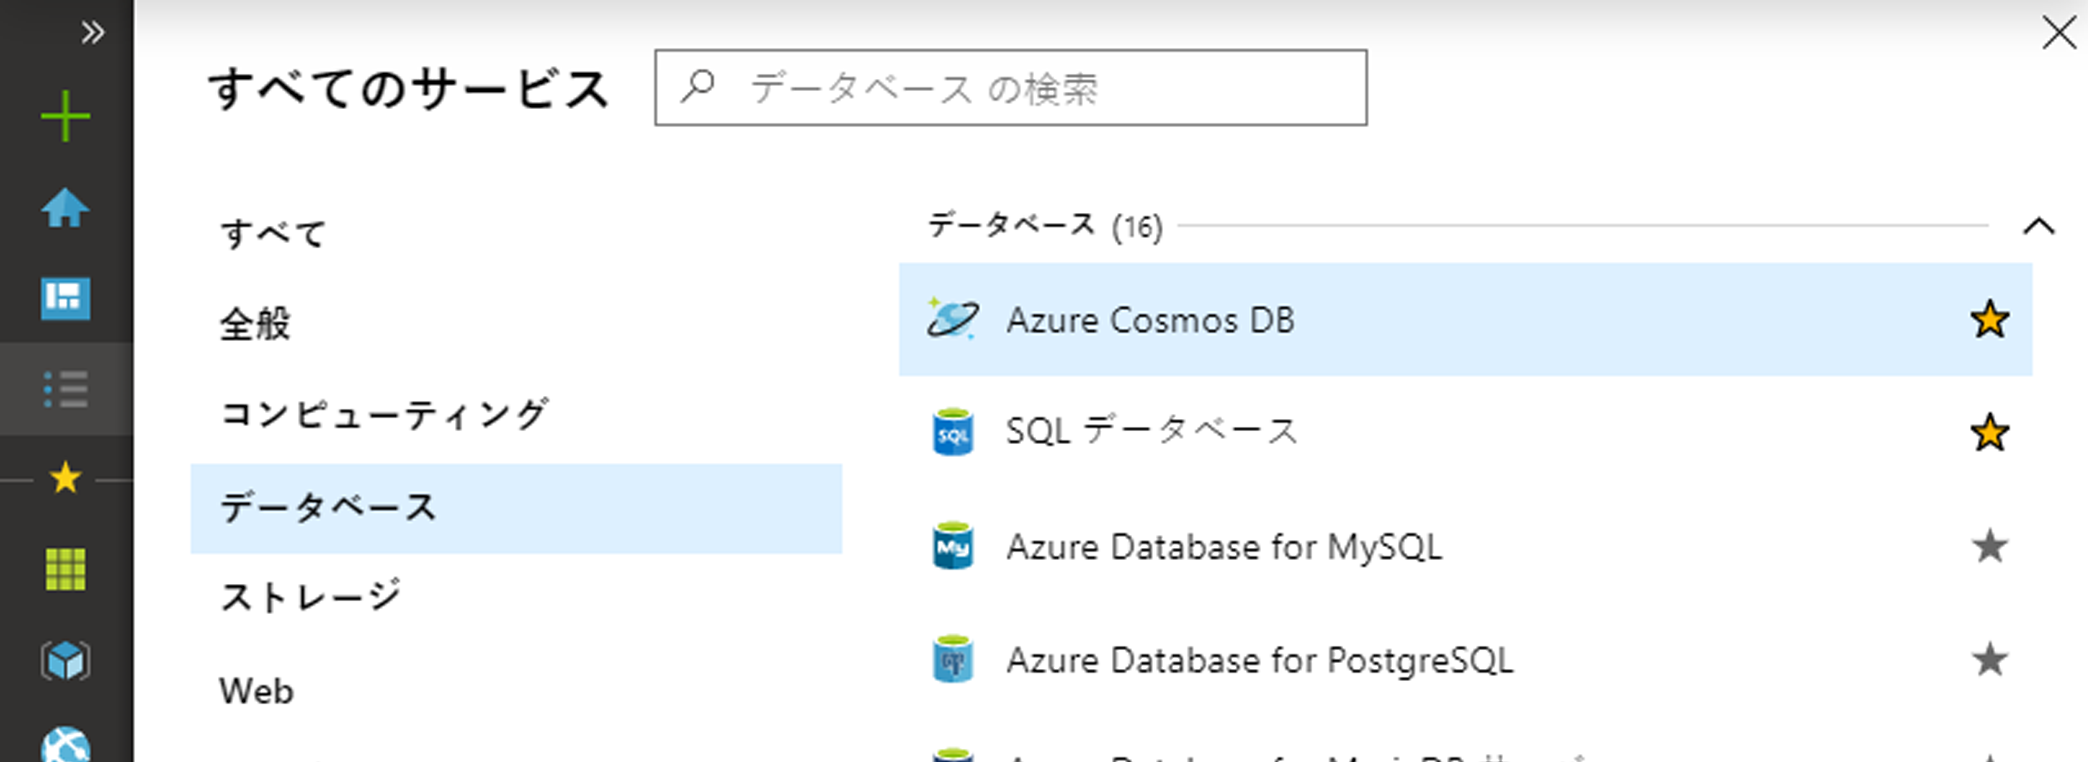 すべてのサービス
データベース の検索
すべて
全般
コンピューティング
データベース
ストレージ
Web
データベース (16)
Azure Cosmos DB
SQL データベース
Azure Database for MySQL
Azure Database for PostgreSQL